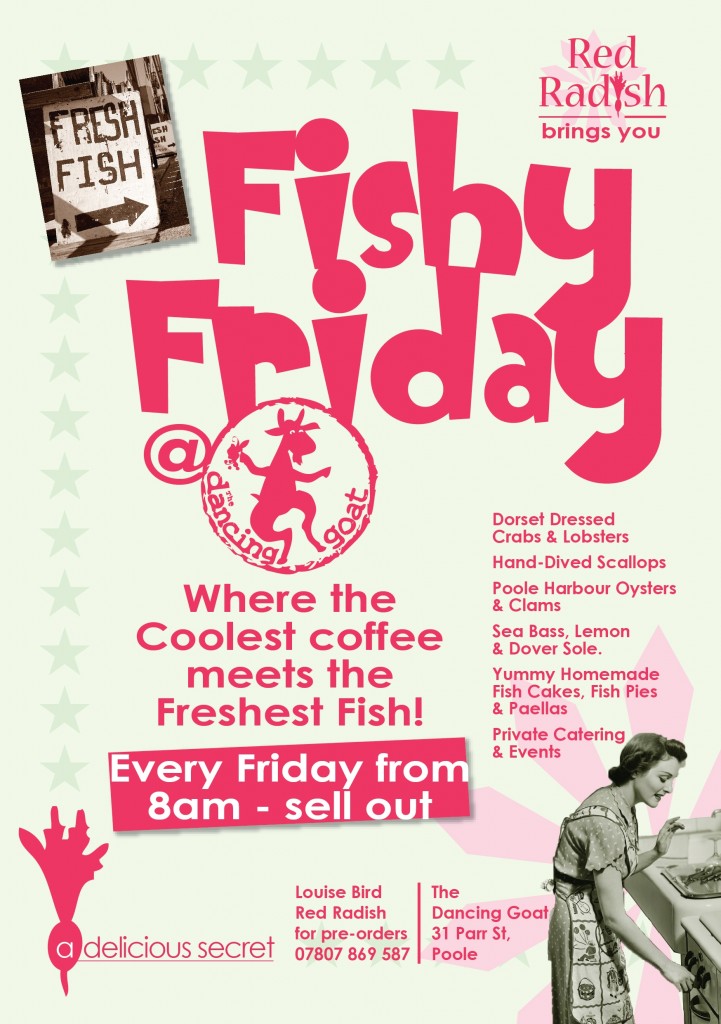 FRESH
FISH
Red
Radish
brings you
Fishy
Friday
@
The
dancing goat
Where the
Coolest coffee
meets the
Freshest Fish!
Every Friday from
8am - sell out
Dorset Dressed
Crabs & Lobsters
Hand-Dived Scallops
Poole Harbour Oysters
& Clams
Sea Bass, Lemon
& Dover Sole.
Yummy Homemade
Fish Cakes, Fish Pies
& Paellas
Private Catering
& Events
a delicious secret
Louise Bird
Red Radish
for pre-orders
07807 869 587
The
Dancing Goat
31 Parr St,
Poole